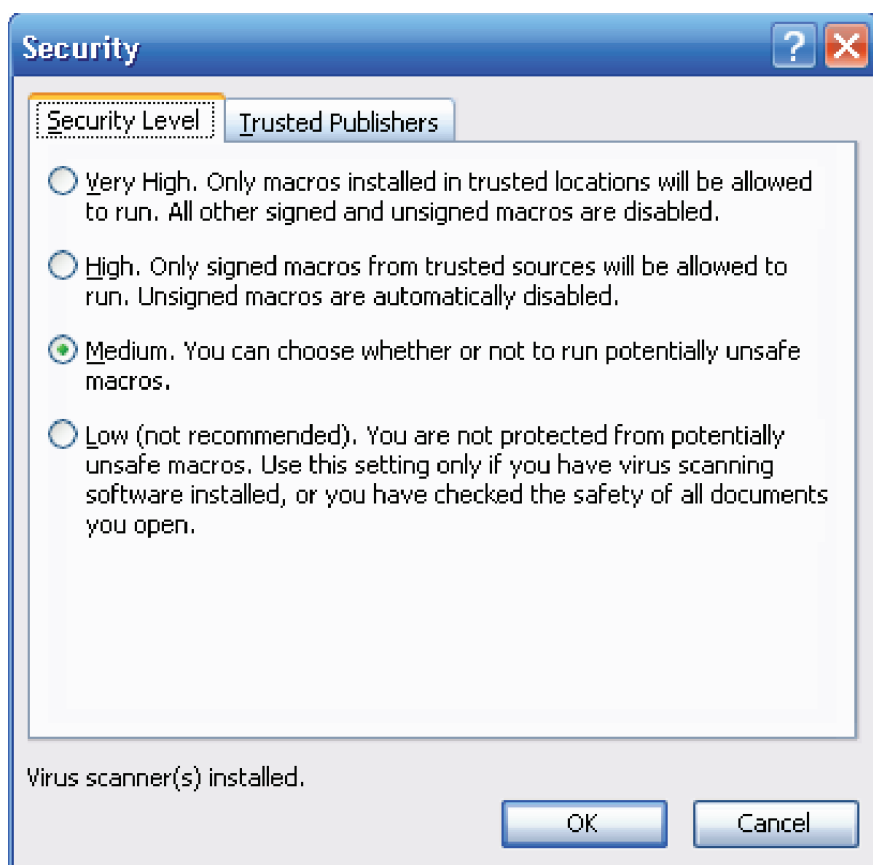 Security
Security Level
Trusted Publishers
Very High. Only macros installed in trusted locations will be allowed
to run. All other signed and unsigned macros are disabled.
High. Only signed macros from trusted sources will be allowed to
run. Unsigned macros are automatically disabled.
Medium. You can choose whether or not to run potentially unsafe
macros.
Low (not recommended). You are not protected from potentially
unsafe macros. Use this setting only if you have virus scanning
software installed, or you have checked the safety of all documents
you open.
Virus scanner(s) installed.
OK
Cancel